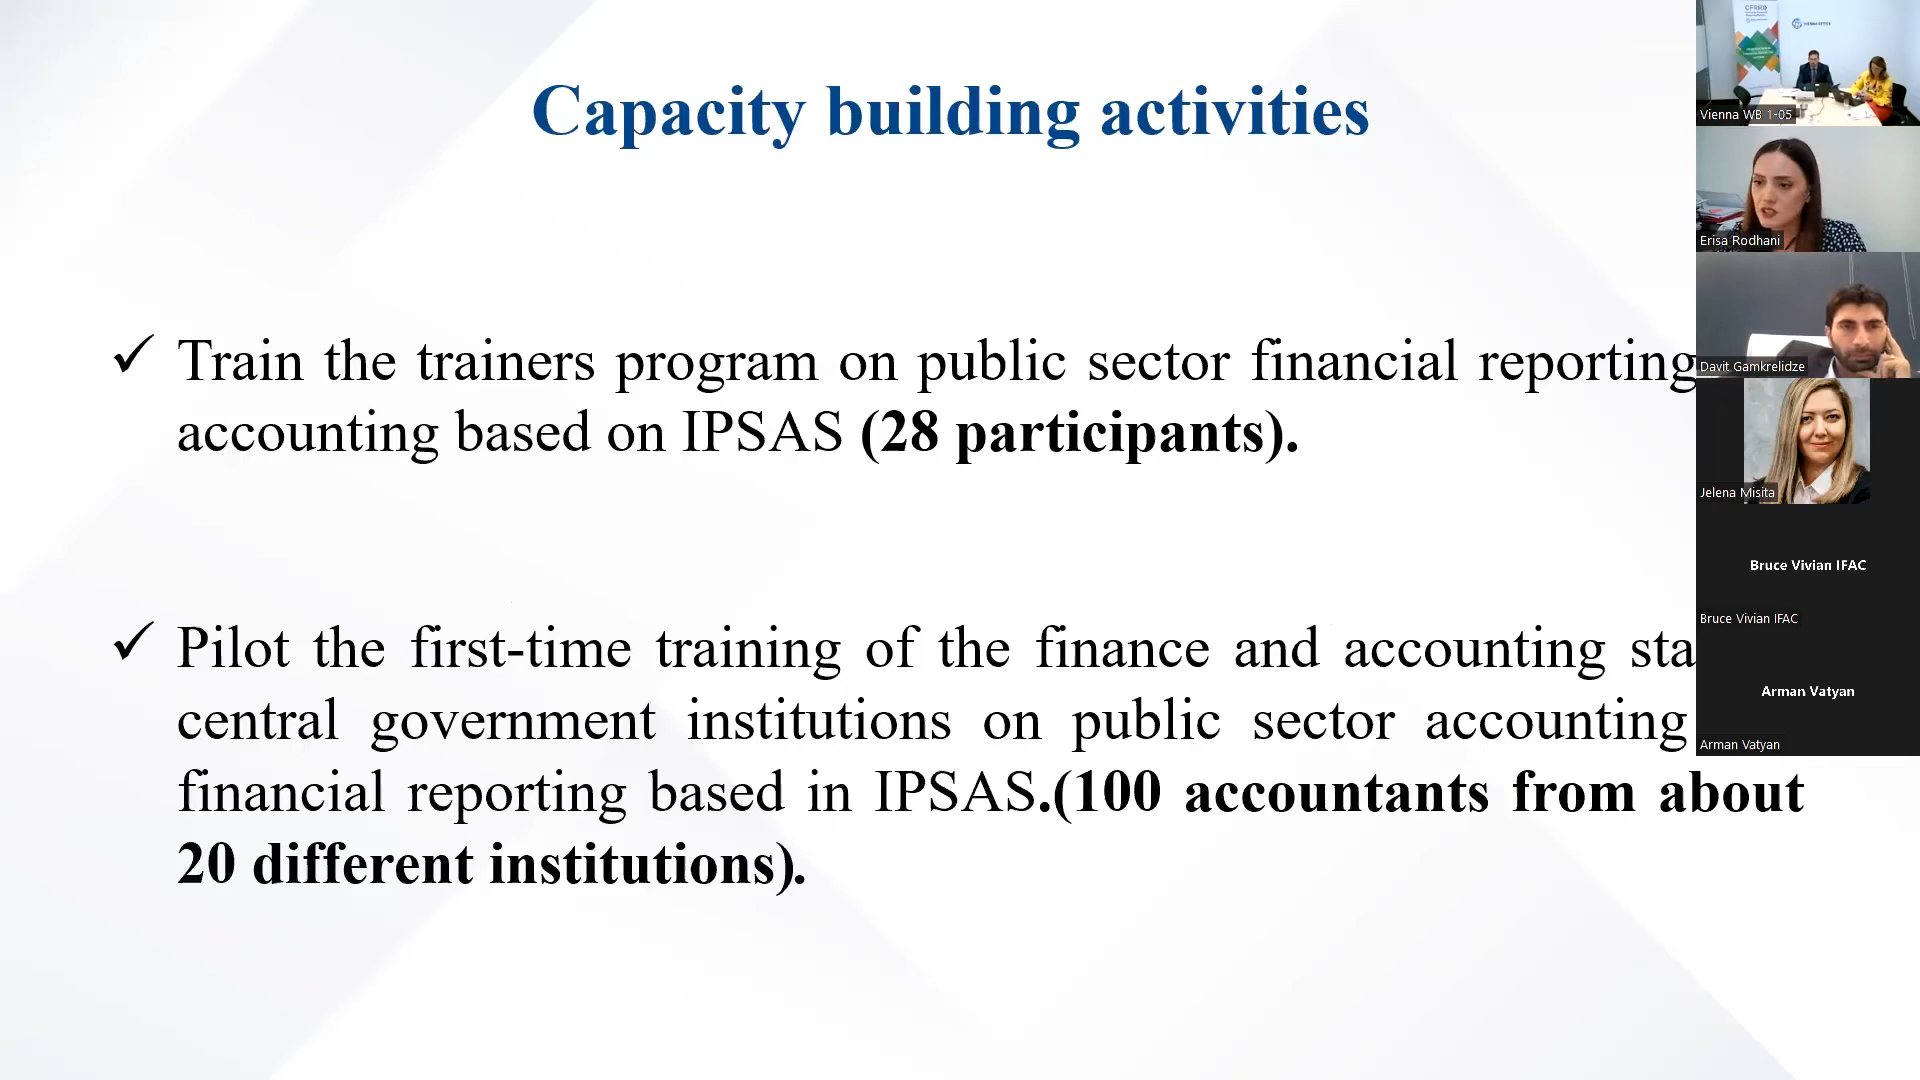 Capacity building activities
✓ Train the trainers program on public sector financial reporting
accounting based on IPSAS (28 participants).
✓ Pilot the first-time training of the finance and accounting sta
central government institutions on public sector accounting
financial reporting based in IPSAS.(100 accountants from about
20 different institutions).
CFRR
VIENNA OFFICE
Vienna WB 1-05
Erisa Rodhani
Davit Gamkrelidze
Jelena Misita
Bruce Vivian IFAC
Bruce Vivian IFAC
Arman Vatyan
Arman Vatyan